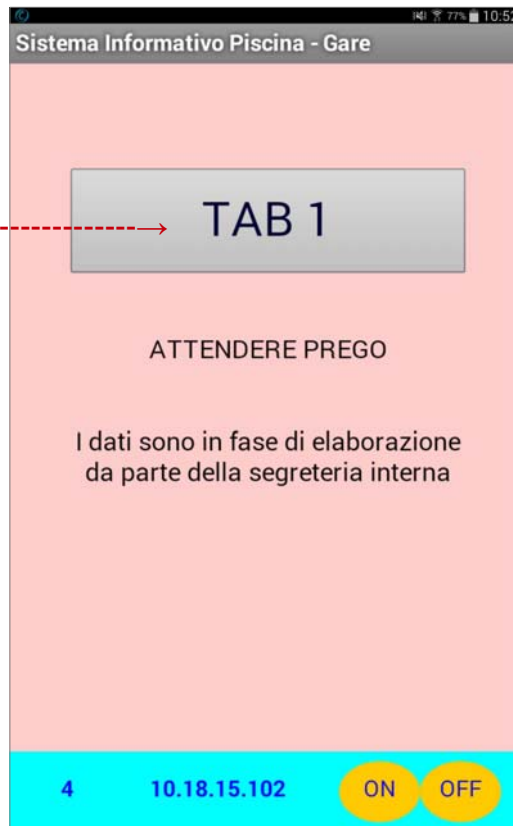 77% 10:52
Sistema Informativo Piscina - Gare
TAB 1
ATTENDERE PREGO
I dati sono in fase di elaborazione
da parte della segreteria interna
4 10.18.15.102 ON OFF